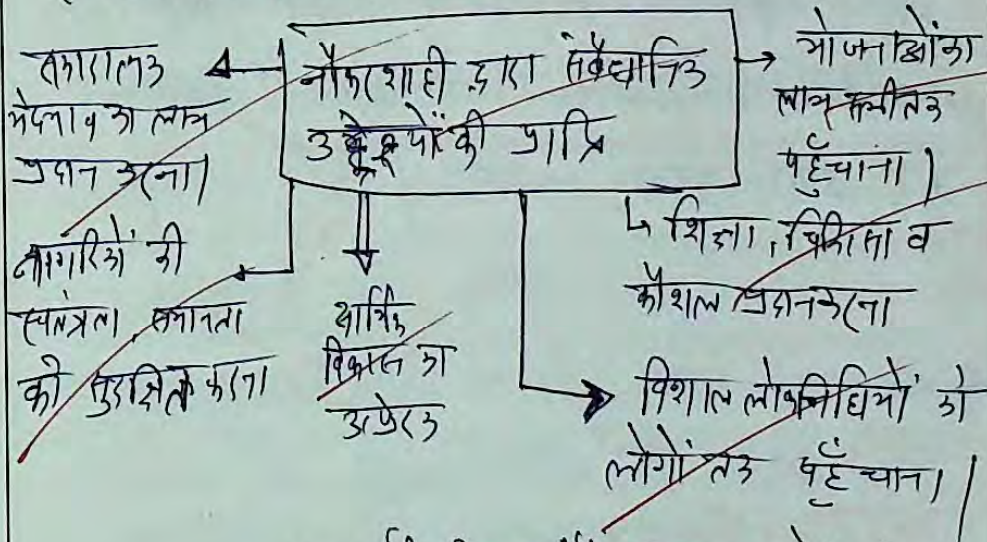 नौकरशाही द्वारा संवैधानिक
उद्देश्यों की प्राप्ति
सकारात्मक
भेदभाव का लाभ
प्रदान करना।
नागरिकों की
स्वतंत्रता, समानता
को सुरक्षित करना
आर्थिक
विकास का
उत्प्रेरक
योजनाओं का
लाभ सभी तक
पहुँचाना।
↳ शिक्षा, चिकित्सा व
कौशल प्रदान करना
विशाल लोकनिधियों को
लोगों तक पहुँचाना।